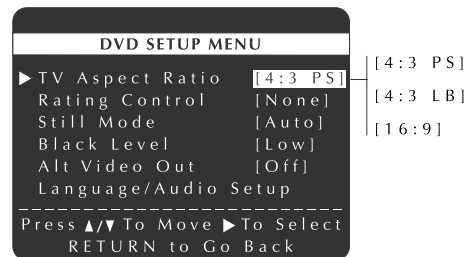 DVD SETUP MENU
▶ TV Aspect Ratio [4:3 PS]
Rating Control [None]
Still Mode [Auto]
Black Level [Low]
Alt Video Out [Off]
Language/Audio Setup
Press ▲/▼ To Move ▶ To Select
RETURN to Go Back
[4:3 PS]
[4:3 LB]
[16:9]